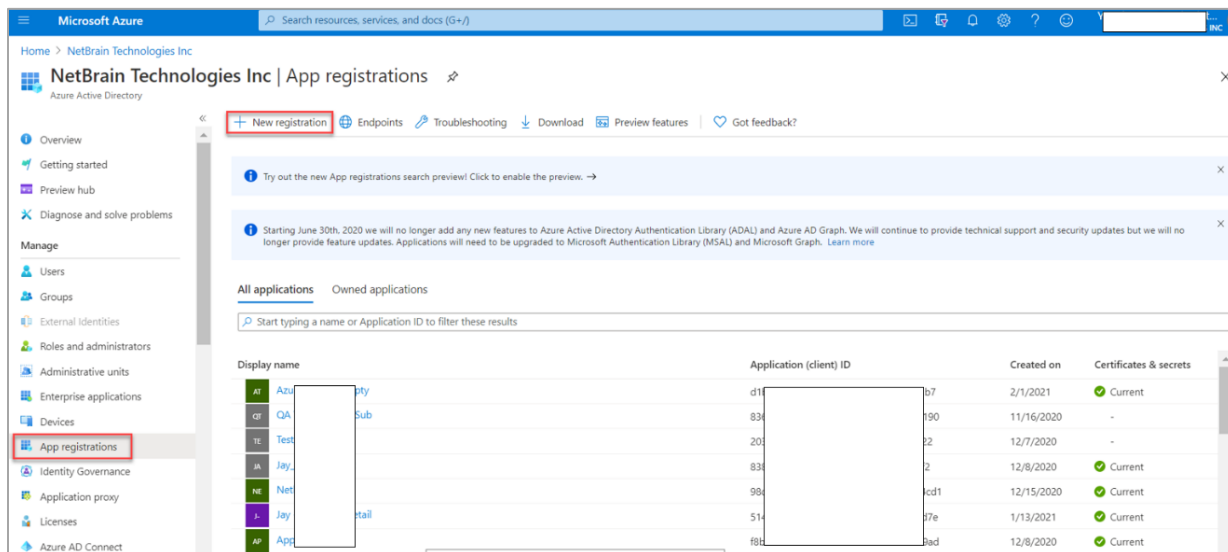 Microsoft Azure
Search resources, services, and docs (G+/)
INC
Home > NetBrain Technologies Inc
NetBrain Technologies Inc | App registrations
Azure Active Directory
New registration
Endpoints
Troubleshooting
Download
Preview features
Got feedback?
Overview
Getting started
Preview hub
Diagnose and solve problems
Manage
Users
Groups
External Identities
Roles and administrators
Administrative units
Enterprise applications
Devices
App registrations
Identity Governance
Application proxy
Licenses
Azure AD Connect
Try out the new App registrations search preview! Click to enable the preview. →
Starting June 30th, 2020 we will no longer add any new features to Azure Active Directory Authentication Library (ADAL) and Azure AD Graph. We will continue to provide technical support and security updates but we will no
longer provide feature updates. Applications will need to be upgraded to Microsoft Authentication Library (MSAL) and Microsoft Graph. Learn more
All applications Owned applications
Start typing a name or Application ID to filter these results
Display name Application (client) ID Created on Certificates & secrets
AT Azu pty d1 b7 2/1/2021 Current
QT QA Sub 836 190 11/16/2020 -
TE Test 203 22 12/7/2020 -
JA Jay_ 838 2 12/8/2020 Current
NE Net 98 cd1 12/15/2020 Current
J- Jay etail 514 d7e 1/13/2021 Current
AP App f8b 9ad 12/8/2020 Current